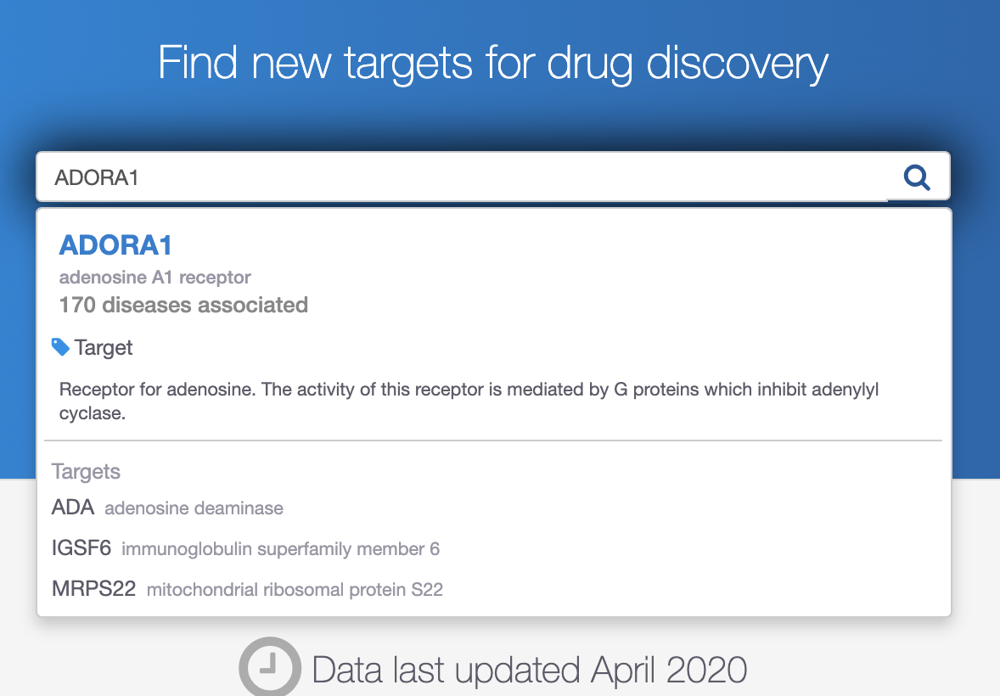 Find new targets for drug discovery
ADORA1
ADORA1
adenosine A1 receptor
170 diseases associated
Target
Receptor for adenosine. The activity of this receptor is mediated by G proteins which inhibit adenylyl
cyclase.
Targets
ADA adenosine deaminase
IGSF6 immunoglobulin superfamily member 6
MRPS22 mitochondrial ribosomal protein S22
Data last updated April 2020